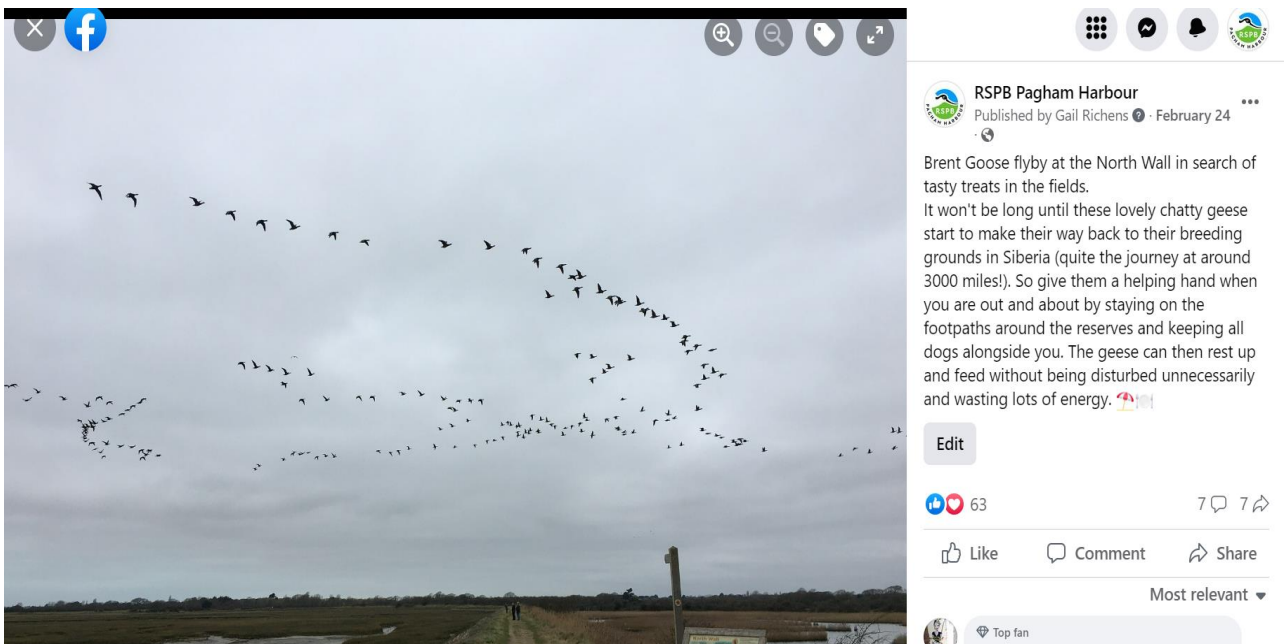 RSPB Pagham Harbour
Published by Gail Richens · February 24
·
Brent Goose flyby at the North Wall in search of
tasty treats in the fields.
It won't be long until these lovely chatty geese
start to make their way back to their breeding
grounds in Siberia (quite the journey at around
3000 miles!). So give them a helping hand when
you are out and about by staying on the
footpaths around the reserves and keeping all
dogs alongside you. The geese can then rest up
and feed without being disturbed unnecessarily
and wasting lots of energy. ⛱🍽
Edit
63
7 7
Like Comment Share
Most relevant
Top fan